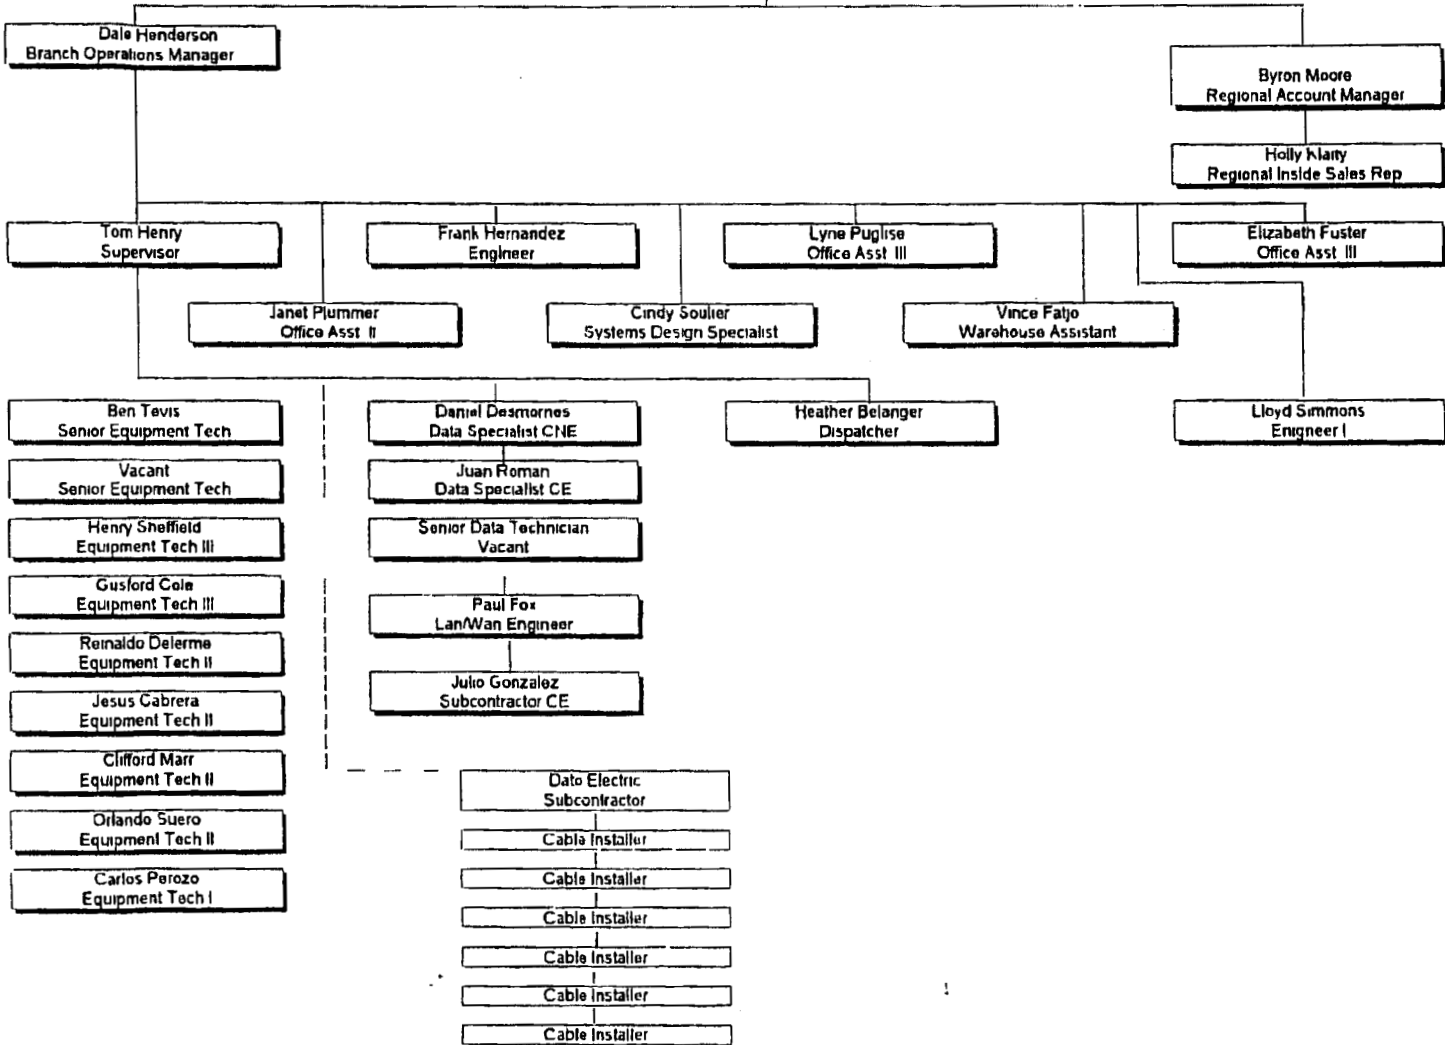 Dale Henderson
Branch Operations Manager
Byron Moore
Regional Account Manager
Holly Klaity
Regional Inside Sales Rep
Tom Henry
Supervisor
Frank Hernandez
Engineer
Lyne Puglise
Office Asst III
Elizabeth Fuster
Office Asst III
Janet Plummer
Office Asst II
Cindy Soulier
Systems Design Specialist
Vince Fatjo
Warehouse Assistant
Ben Tevis
Senior Equipment Tech
Daniel Desmornes
Data Specialist CNE
Heather Belanger
Dispatcher
Lloyd Simmons
Enigneer I
Vacant
Senior Equipment Tech
Juan Roman
Data Specialist CE
Henry Sheffield
Equipment Tech III
Senior Data Technician
Vacant
Gusford Cole
Equipment Tech III
Paul Fox
Lan/Wan Engineer
Reinaldo Delerme
Equipment Tech II
Julio Gonzalez
Subcontractor CE
Jesus Cabrera
Equipment Tech II
Clifford Marr
Equipment Tech II
Dato Electric
Subcontractor
Orlando Suero
Equipment Tech II
Cable Installer
Carlos Perozo
Equipment Tech I
Cable Installer
Cable Installer
Cable Installer
Cable Installer
Cable Installer